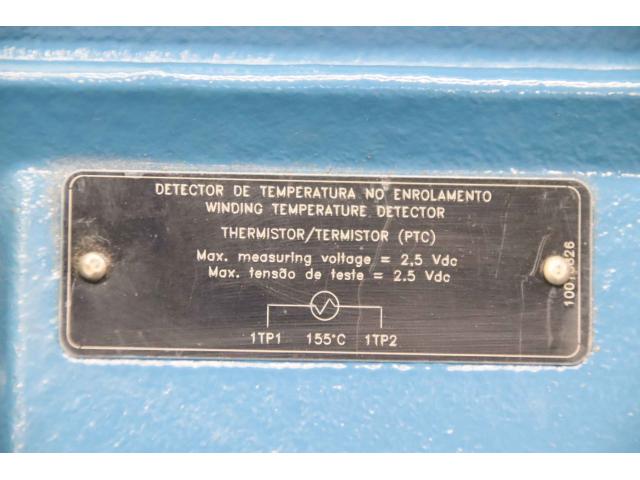 DETECTOR DE TEMPERATURA NO ENROLAMENTO
WINDING TEMPERATURE DETECTOR
THERMISTOR/TERMISTOR (PTC)
Max. measuring voltage = 2,5 Vdc
Max. tensão de teste = 2.5 Vdc
1TP1 155°C 1TP2